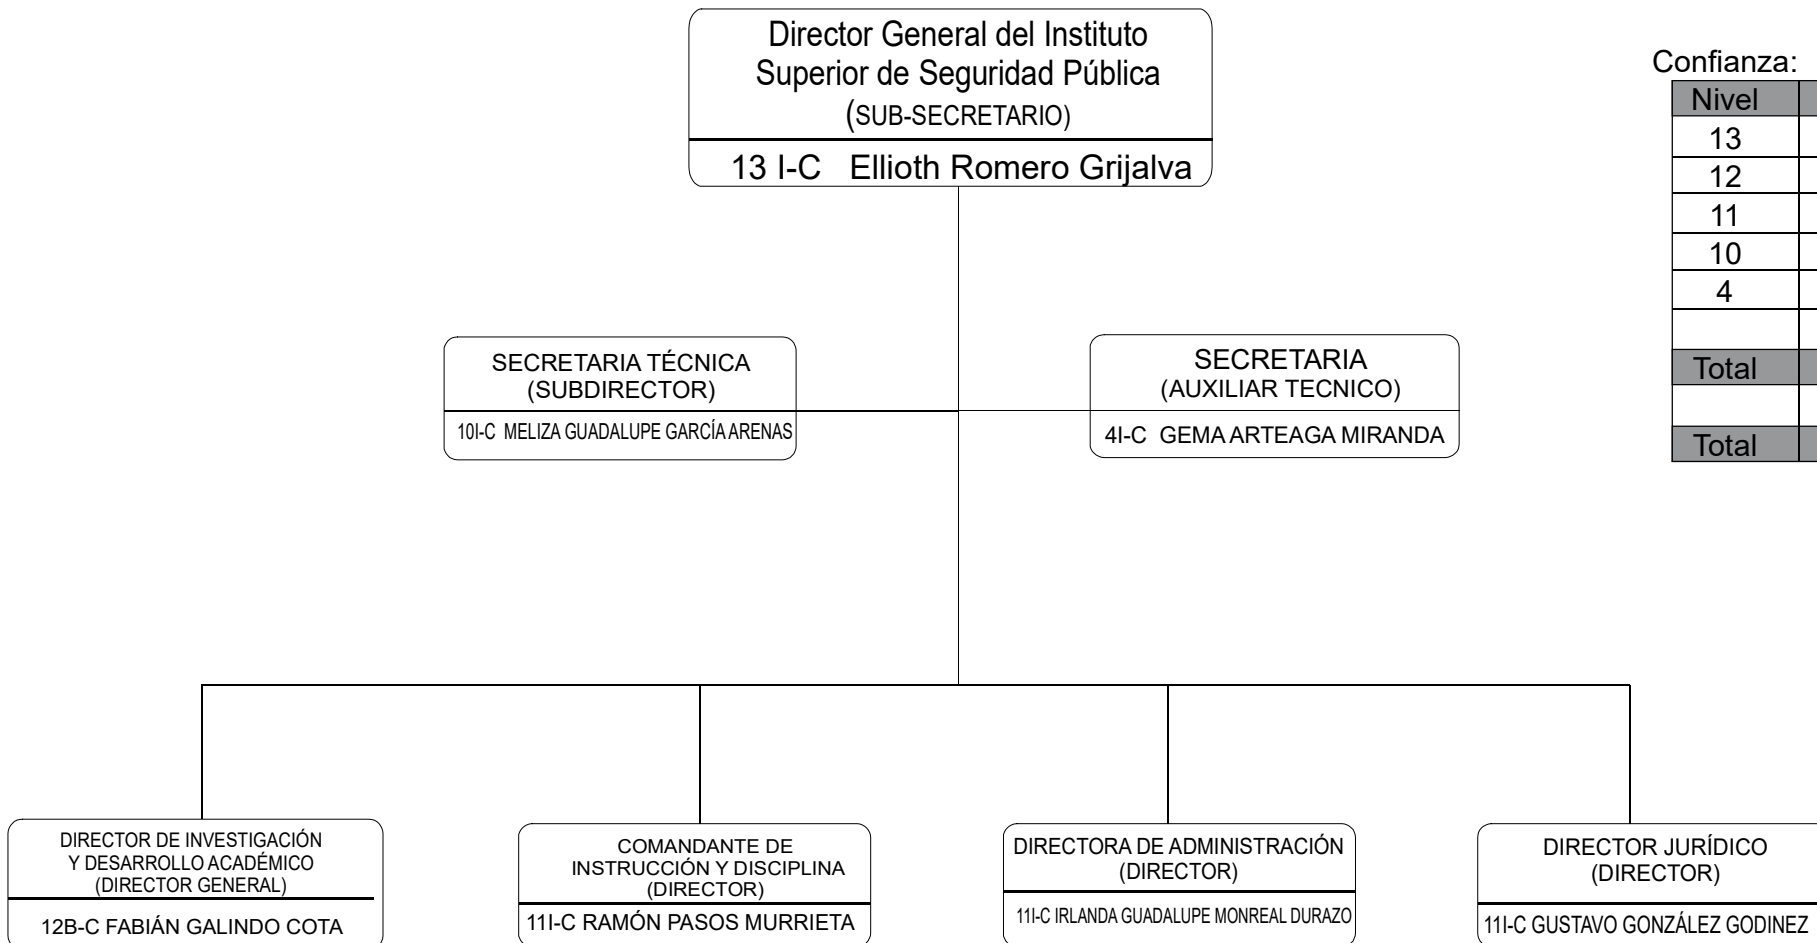 Director General del Instituto
Superior de Seguridad Pública
(SUB-SECRETARIO)
13 I-C Ellioth Romero Grijalva
Confianza:
Nivel
13
12
11
10
4
Total
Total
SECRETARIA TÉCNICA
(SUBDIRECTOR)
10I-C MELIZA GUADALUPE GARCÍA ARENAS
SECRETARIA
(AUXILIAR TECNICO)
4I-C GEMA ARTEAGA MIRANDA
DIRECTOR DE INVESTIGACIÓN
Y DESARROLLO ACADÉMICO
(DIRECTOR GENERAL)
12B-C FABIÁN GALINDO COTA
COMANDANTE DE
INSTRUCCIÓN Y DISCIPLINA
(DIRECTOR)
11I-C RAMÓN PASOS MURRIETA
DIRECTORA DE ADMINISTRACIÓN
(DIRECTOR)
11I-C IRLANDA GUADALUPE MONREAL DURAZO
DIRECTOR JURÍDICO
(DIRECTOR)
11I-C GUSTAVO GONZÁLEZ GODINEZ